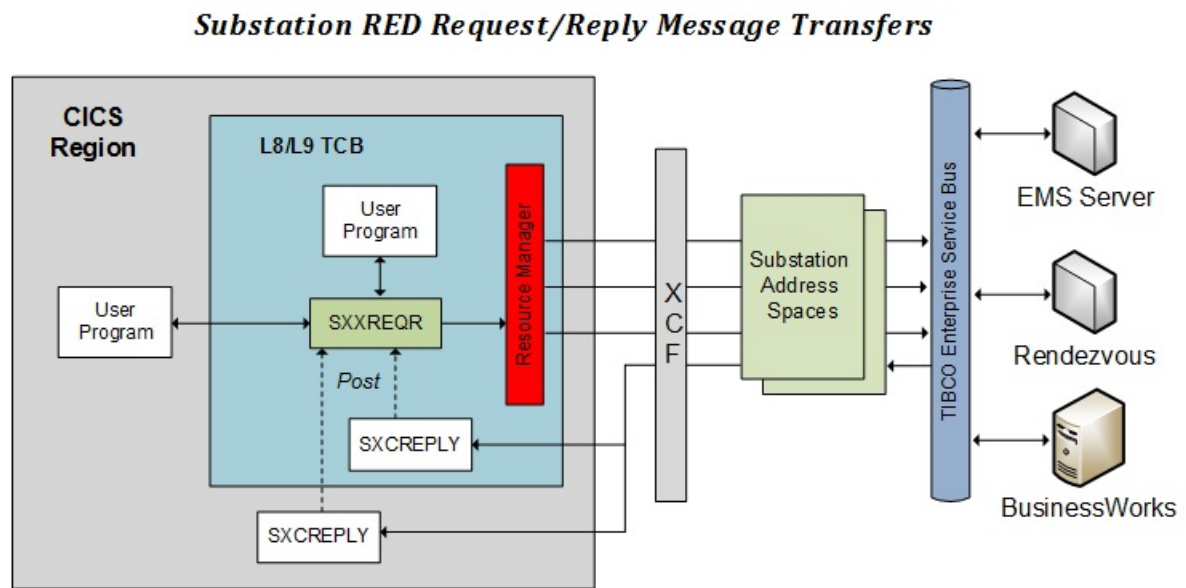 Substation RED Request/Reply Message Transfers
CICS
Region
L8/L9 TCB
User
Program
User
Program
SXXREQR
Post
SXCREPLY
SXCREPLY
Resource Manager
X
C
F
Substation
Address
Spaces
TIBCO Enterprise Service Bus
EMS Server
Rendezvous
BusinessWorks